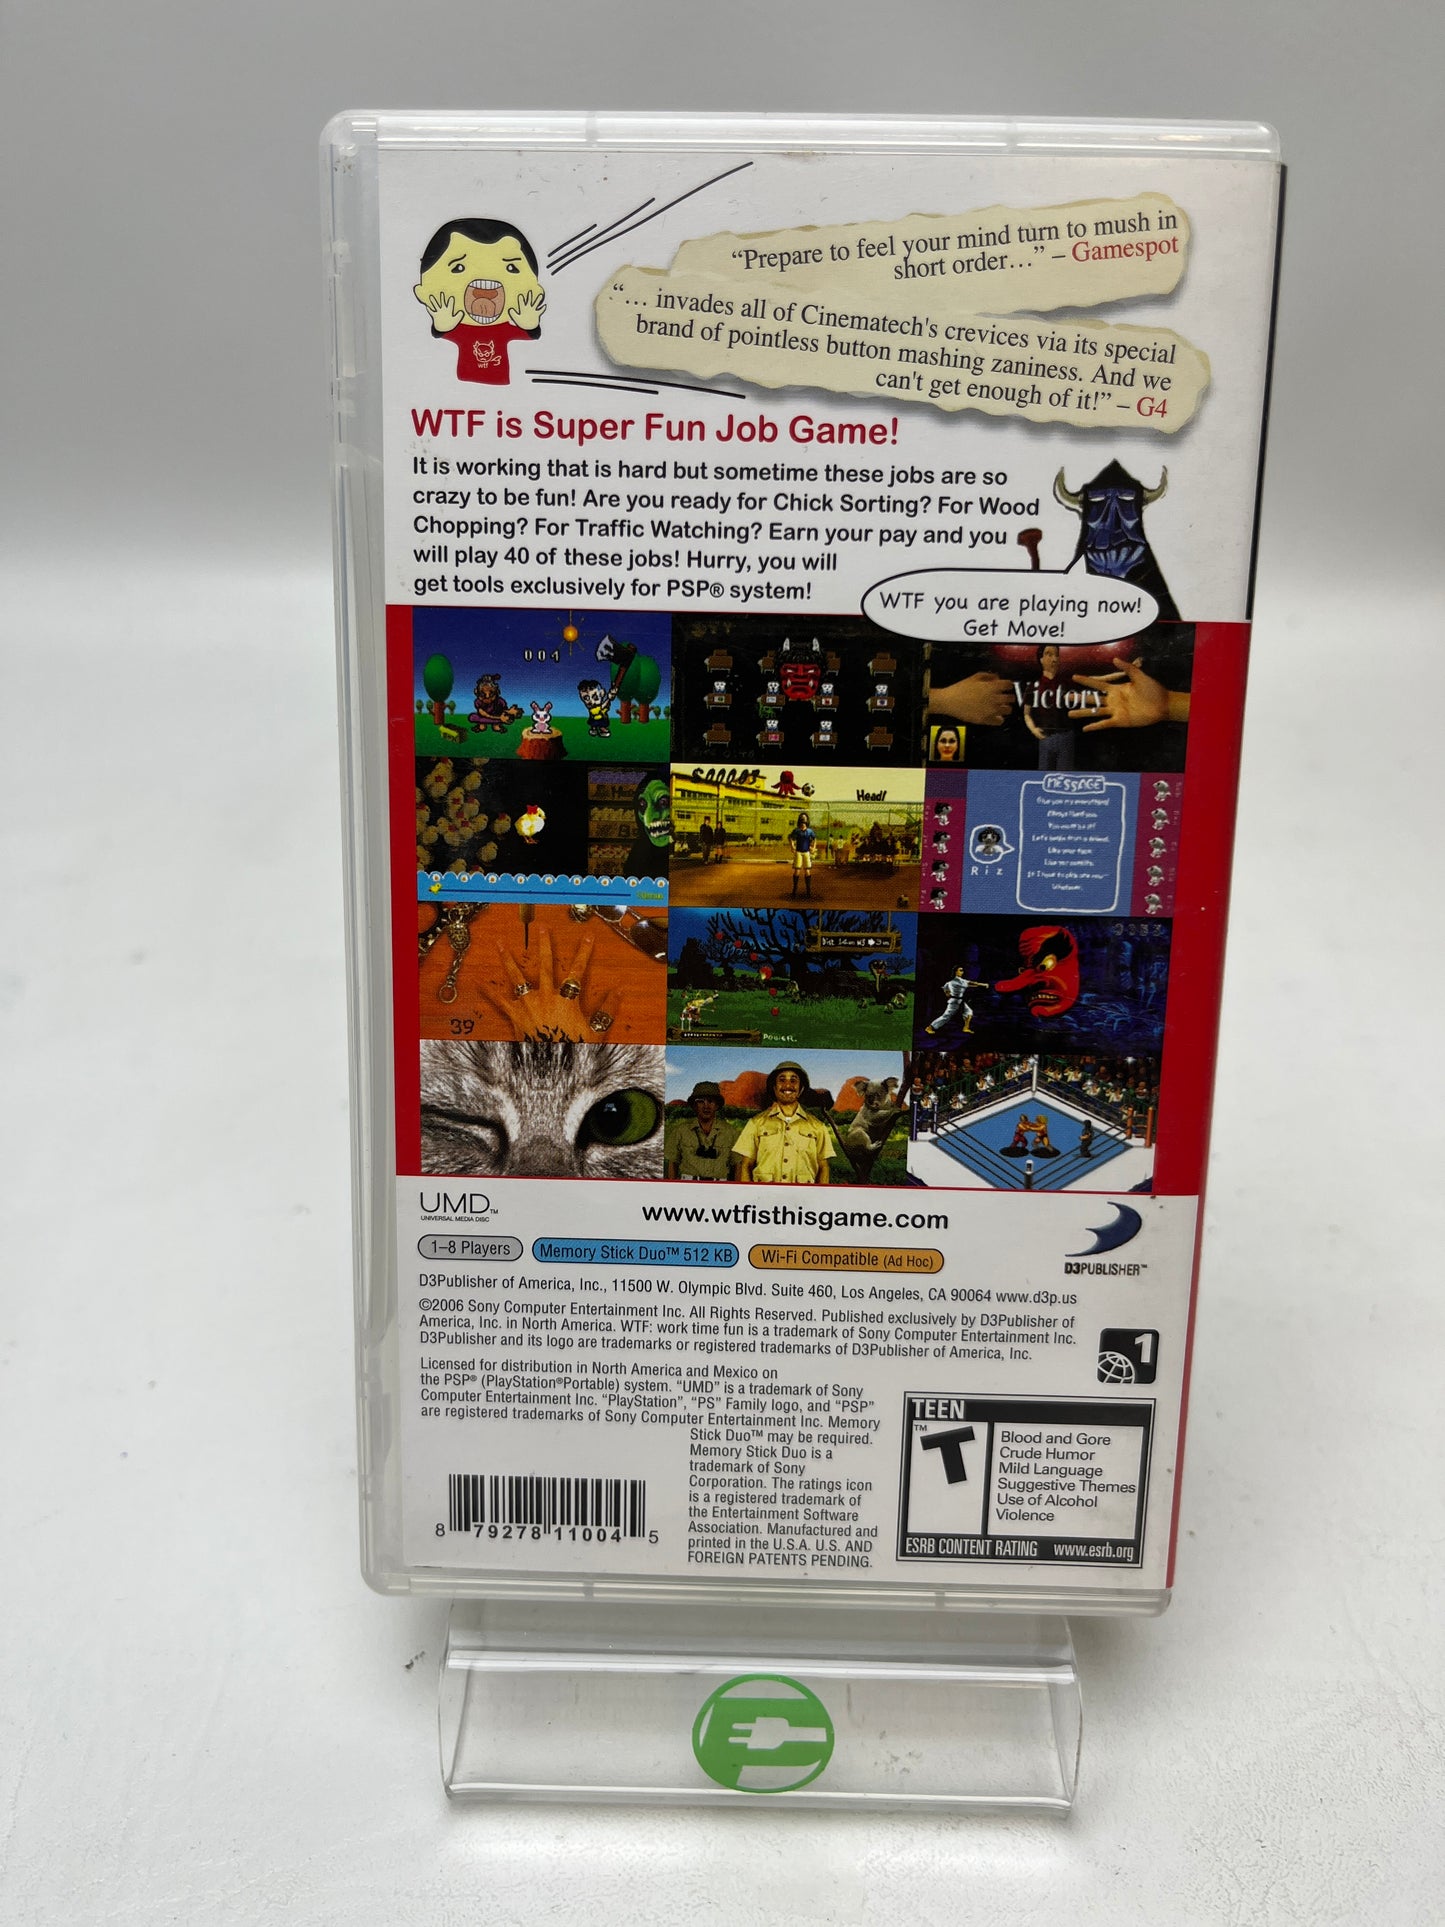 “Prepare to feel your mind turn to mush in
short order…” – Gamespot
“… invades all of Cinematech's crevices via its special
brand of pointless button mashing zaniness. And we
can't get enough of it!” – G4
wtf
WTF is Super Fun Job Game!
It is working that is hard but sometime these jobs are so
crazy to be fun! Are you ready for Chick Sorting? For Wood
Chopping? For Traffic Watching? Earn your pay and you
will play 40 of these jobs! Hurry, you will
get tools exclusively for PSP® system!
WTF you are playing now!
Get Move!
004
Victory
$000.03
Head!
MESSAGE
Riz
Whatever.
39"
POWER
UMD™
UNIVERSAL MEDIA DISC
www.wtfisthisgame.com
1–8 Players
Memory Stick Duo™ 512 KB
Wi-Fi Compatible (Ad Hoc)
D3PUBLISHER™
D3Publisher of America, Inc., 11500 W. Olympic Blvd. Suite 460, Los Angeles, CA 90064 www.d3p.us
©2006 Sony Computer Entertainment Inc. All Rights Reserved. Published exclusively by D3Publisher of
America, Inc. in North America. WTF: work time fun is a trademark of Sony Computer Entertainment Inc.
D3Publisher and its logo are trademarks or registered trademarks of D3Publisher of America, Inc.
1
Licensed for distribution in North America and Mexico on
the PSP® (PlayStation®Portable) system. “UMD” is a trademark of Sony
Computer Entertainment Inc. “PlayStation”, “PS” Family logo, and “PSP”
are registered trademarks of Sony Computer Entertainment Inc. Memory
Stick Duo™ may be required.
Memory Stick Duo is a
trademark of Sony
Corporation. The ratings icon
is a registered trademark of
the Entertainment Software
Association. Manufactured and
printed in the U.S.A. U.S. AND
FOREIGN PATENTS PENDING.
8 79278 11004 5
TEEN
T™
Blood and Gore
Crude Humor
Mild Language
Suggestive Themes
Use of Alcohol
Violence
ESRB CONTENT RATING www.esrb.org